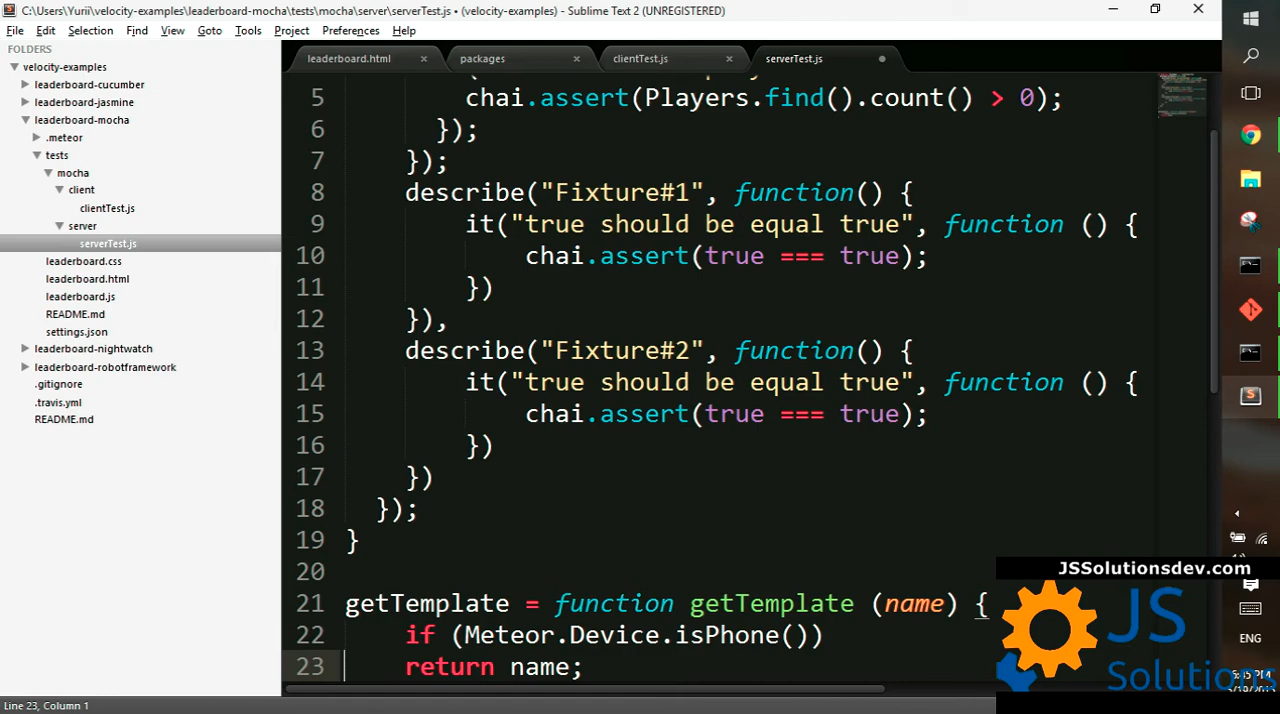 C:\Users\Yurii\velocity-examples\leaderboard-mocha\tests\mocha\server\serverTest.js • (velocity-examples) - Sublime Text 2 (UNREGISTERED)
File Edit Selection Find View Goto Tools Project Preferences Help
FOLDERS
velocity-examples
leaderboard-cucumber
leaderboard-jasmine
leaderboard-mocha
.meteor
tests
mocha
client
clientTest.js
server
serverTest.js
leaderboard.css
leaderboard.html
leaderboard.js
README.md
settings.json
leaderboard-nightwatch
leaderboard-robotframework
.gitignore
.travis.yml
README.md
leaderboard.html packages clientTest.js serverTest.js
5 chai.assert(Players.find().count() > 0);
6 });
7 });
8 describe("Fixture#1", function() {
9 it("true should be equal true", function () {
10 chai.assert(true === true);
11 })
12 }),
13 describe("Fixture#2", function() {
14 it("true should be equal true", function () {
15 chai.assert(true === true);
16 })
17 })
18 });
19 }
20
21 getTemplate = function getTemplate (name) {
22 if (Meteor.Device.isPhone())
23 return name;
Line 23, Column 1
JSSolutionsdev.com
JS
Solutions
ENG